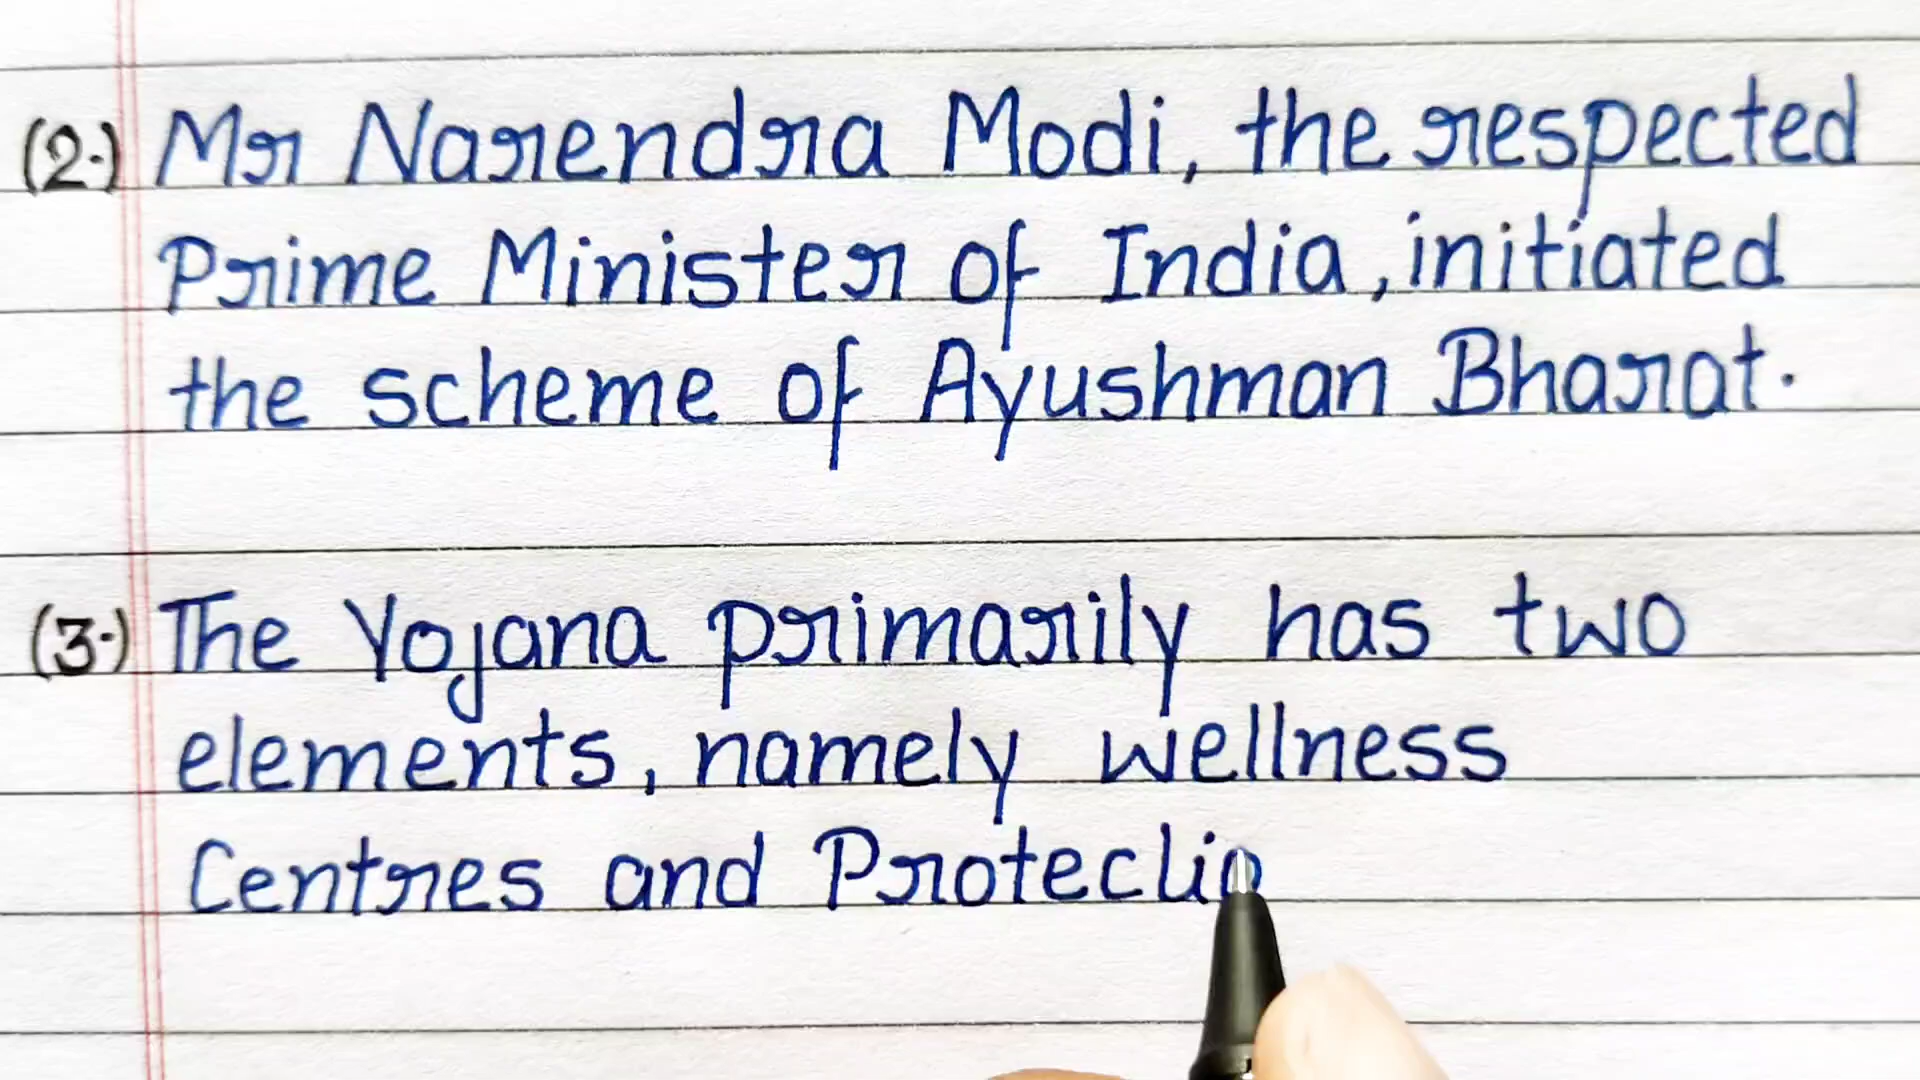 (2.) Mr Narendra Modi, the respected
Prime Minister of India, initiated
the scheme of Ayushman Bharat.
(3.) The Yojana primarily has two
elements, namely wellness
Centres and Protectio